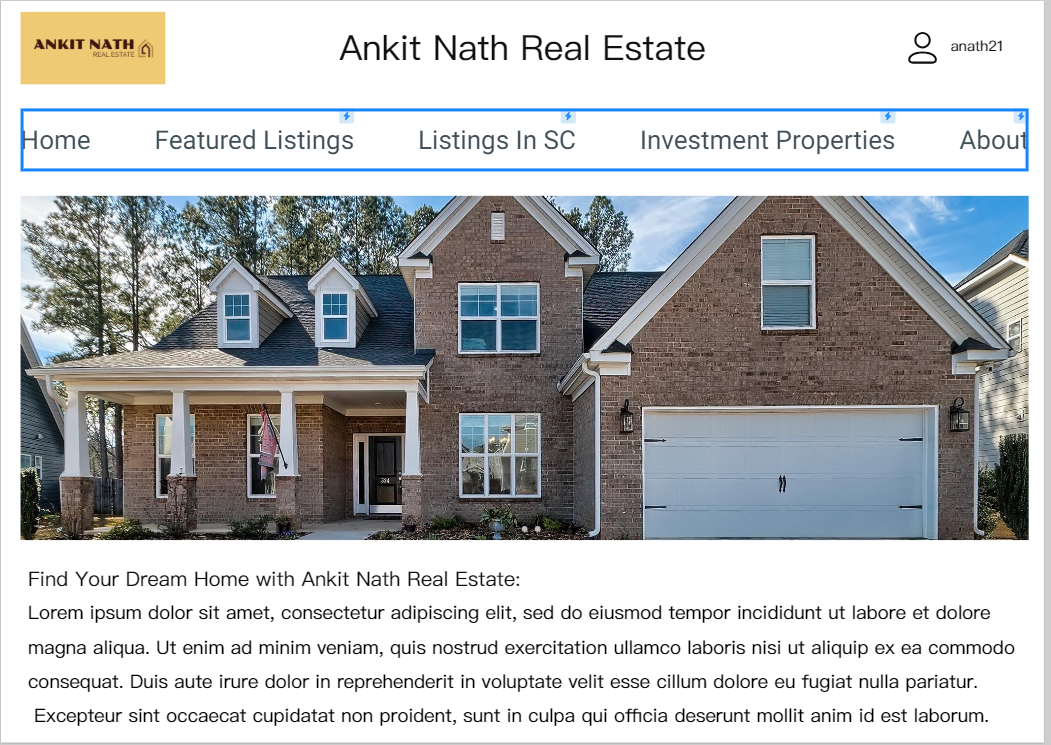 ANKIT NATH
REAL ESTATE
Ankit Nath Real Estate
anath21
Home Featured Listings Listings In SC Investment Properties About
334
Find Your Dream Home with Ankit Nath Real Estate:
Lorem ipsum dolor sit amet, consectetur adipiscing elit, sed do eiusmod tempor incididunt ut labore et dolore
magna aliqua. Ut enim ad minim veniam, quis nostrud exercitation ullamco laboris nisi ut aliquip ex ea commodo
consequat. Duis aute irure dolor in reprehenderit in voluptate velit esse cillum dolore eu fugiat nulla pariatur.
Excepteur sint occaecat cupidatat non proident, sunt in culpa qui officia deserunt mollit anim id est laborum.